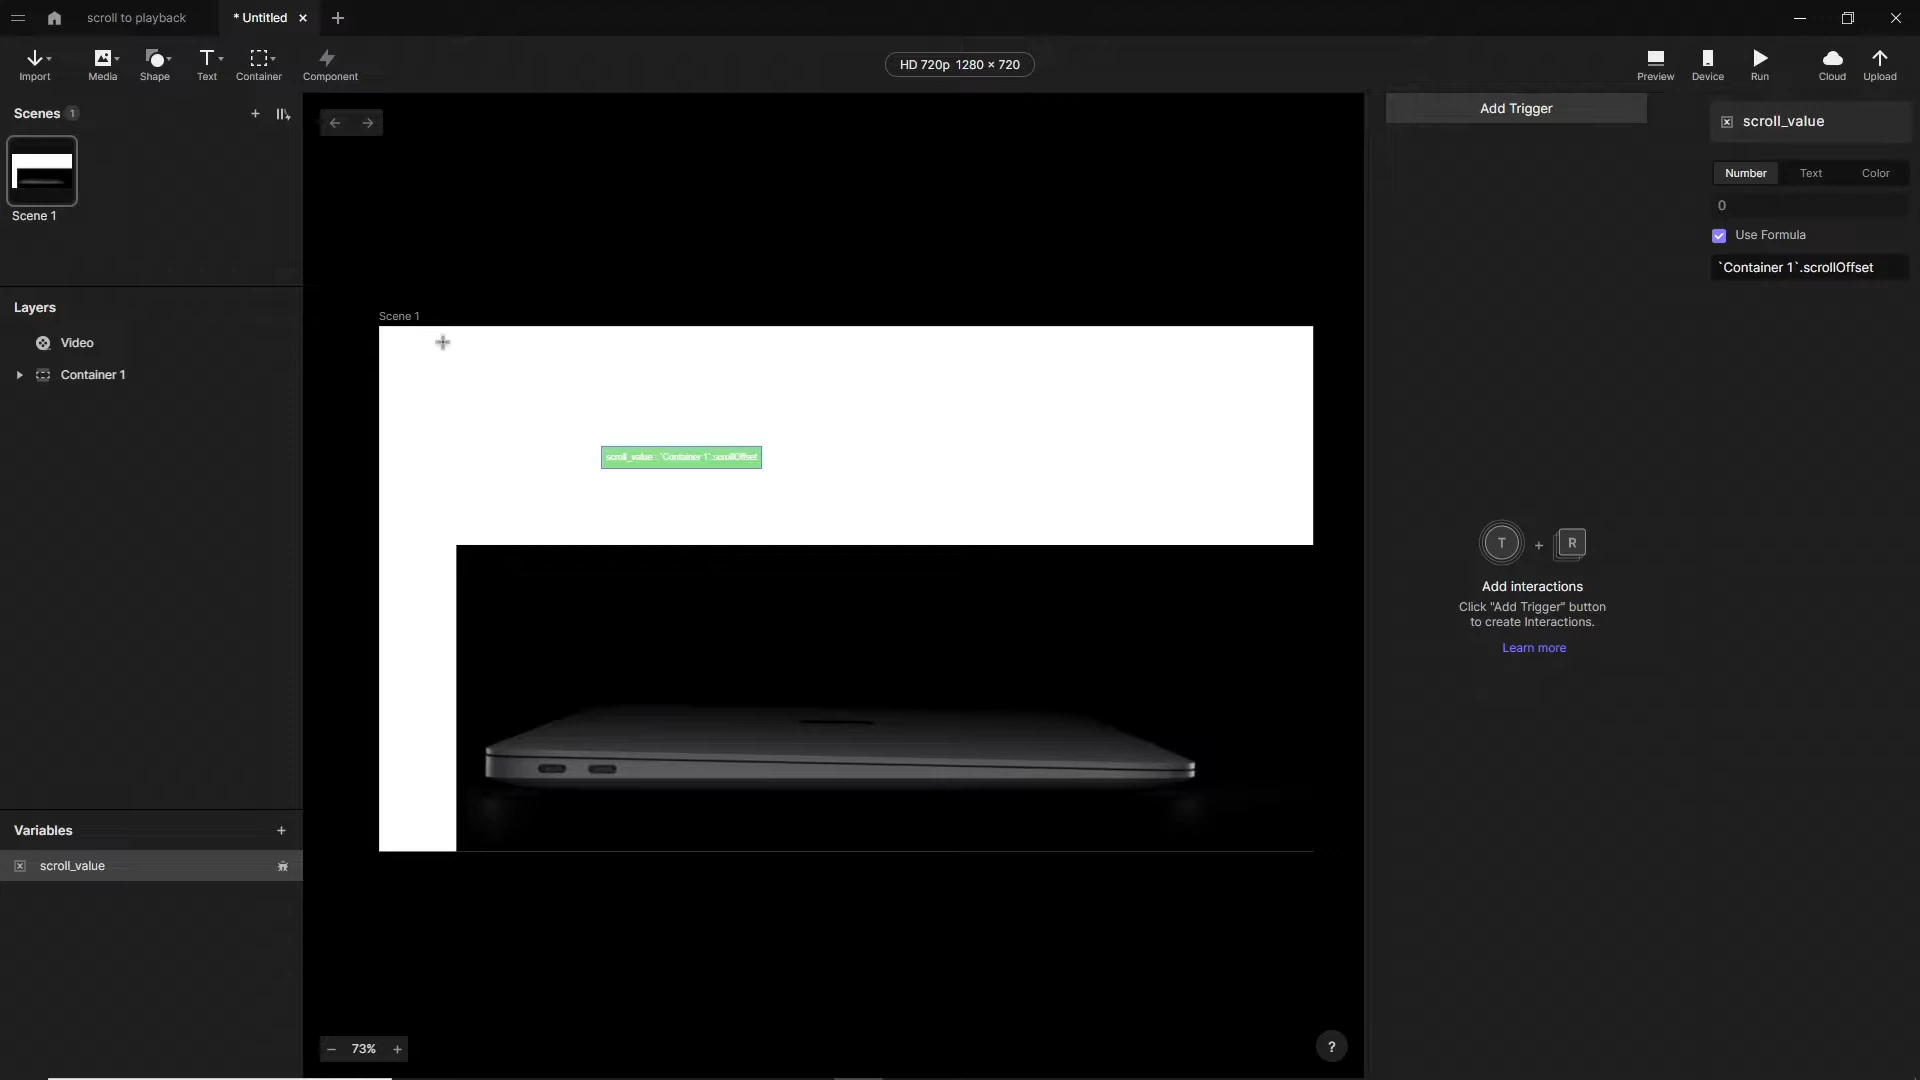 scroll to playback
* Untitled
Import
Media
Shape
Text
Container
Component
HD 720p 1280 × 720
Preview
Device
Run
Cloud
Upload
Scenes 1
Scene 1
Layers
Video
Container 1
Variables
scroll_value
Scene 1
scroll_value : `Container 1`.scrollOffset
73%
?
Add Trigger
T + R
Add interactions
Click "Add Trigger" button
to create Interactions.
Learn more
scroll_value
Number
Text
Color
0
Use Formula
`Container 1`.scrollOffset